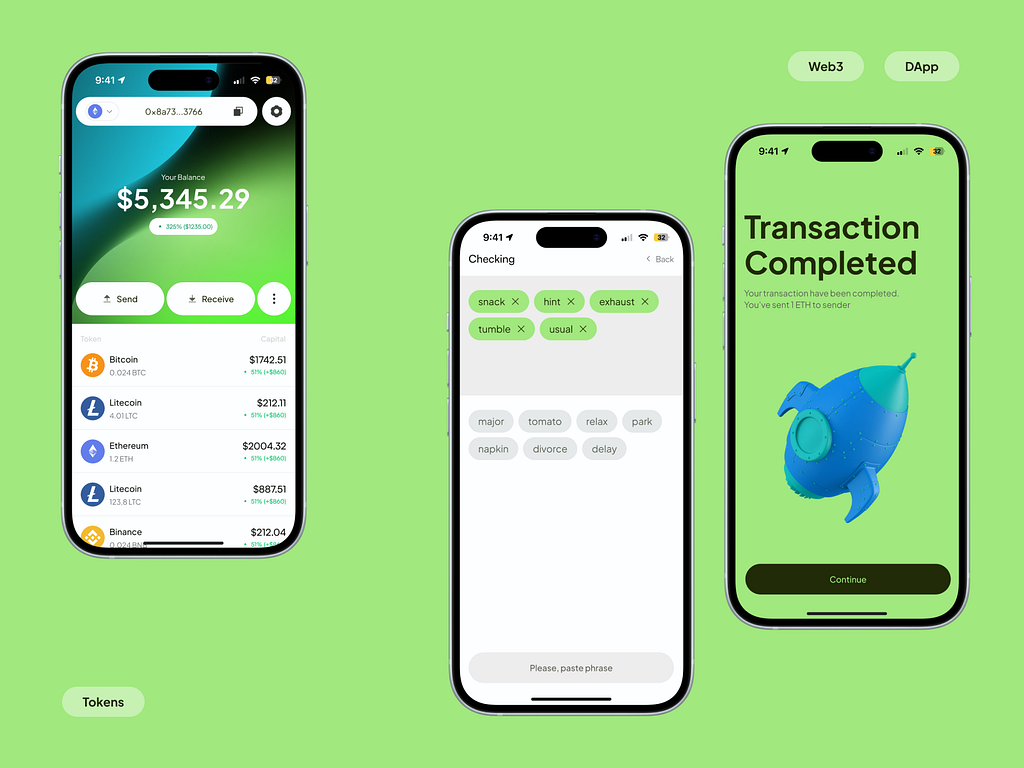 Web3
DApp
9:41
32
0x8a73...3766
Your Balance
$5,345.29
325% ($1235.00)
Send
Receive
Token
Capital
Bitcoin
$1742.51
0.024 BTC
51% (+$860)
Litecoin
$212.11
4.01 LTC
51% (+$860)
Ethereum
$2004.32
1.2 ETH
51% (+$860)
Litecoin
$887.51
123,8 LTC
51% (+$860)
Binance
$212.04
0.024 BNB
51% (+$860)
9:41
32
Checking
Back
snack
hint
exhaust
tumble
usual
major
tomato
relax
park
napkin
divorce
delay
Please, paste phrase
9:41
32
Transaction
Completed
Your transaction have been completed.
You've sent 1 ETH to sender
Continue
Tokens